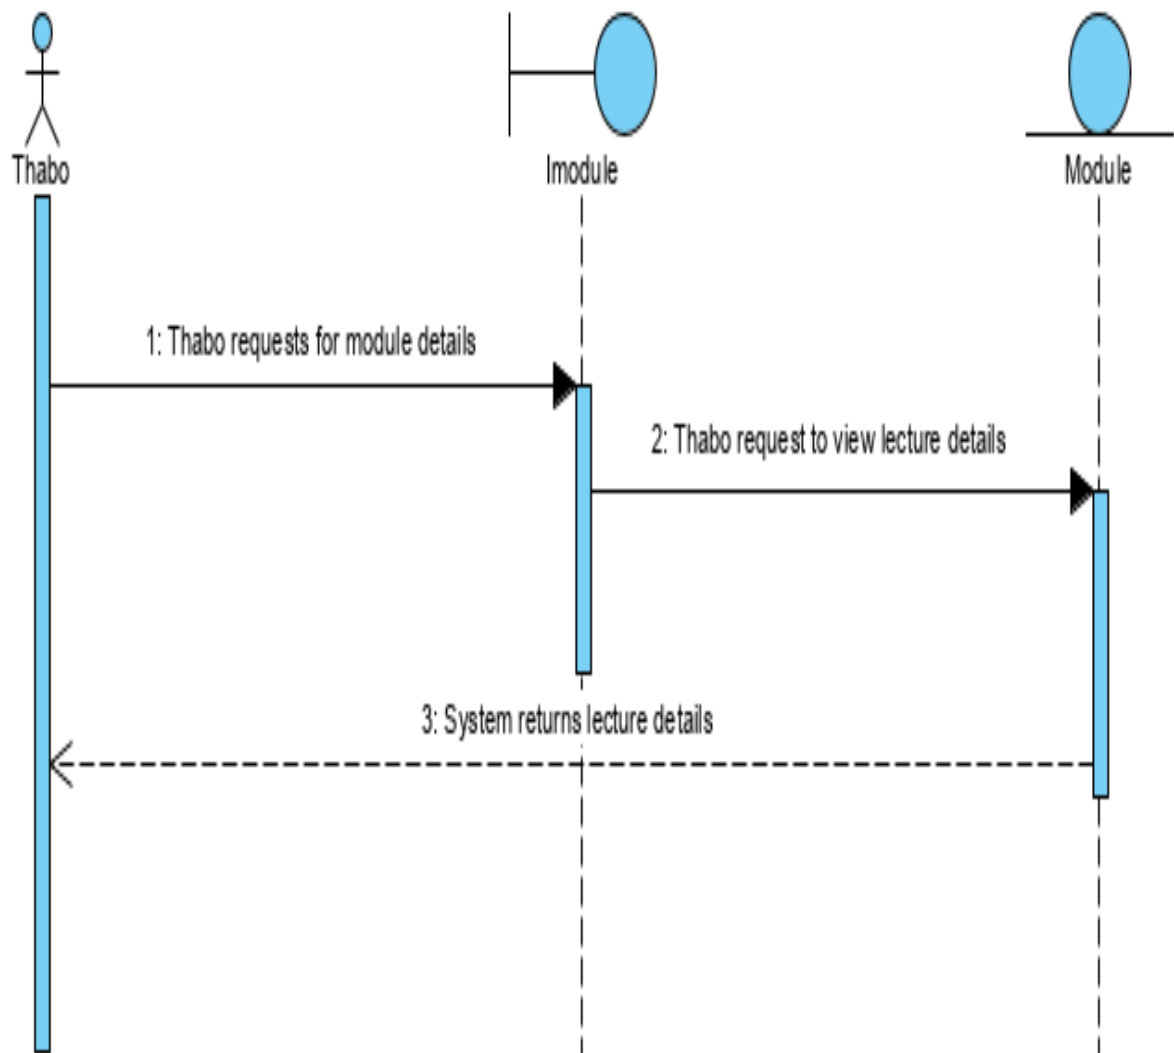 Thabo
Imodule
Module
1: Thabo requests for module details
2: Thabo request to view lecture details
3: System returns lecture details